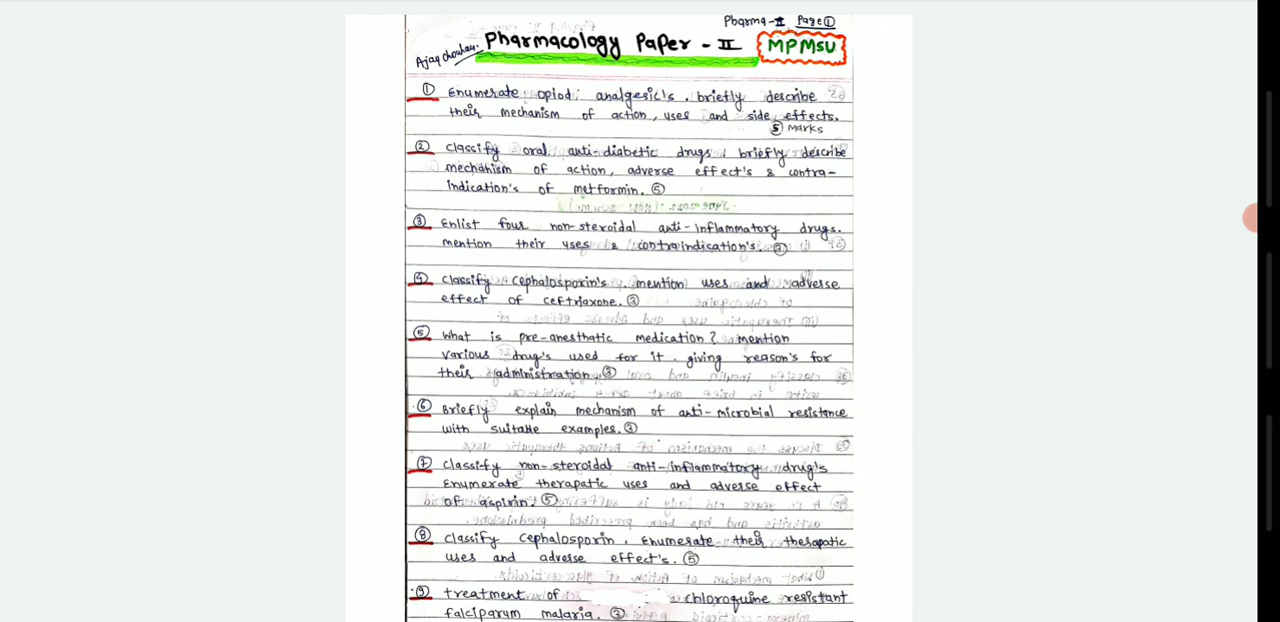 Pharma-II Page ①
Ajay Chouhan.
Pharmacology Paper - II
MPMSU
① Enumerate opiod analgesic's. briefly describe
their mechanism of action, uses and side effects.
⑤ Marks
② Classify oral anti-diabetic drugs, briefly describe
mechanism of action, adverse effect's & contra-
indication's of metformin. ⑤
③ Enlist four non-steroidal anti-inflammatory drugs.
mention their uses & contraindication's. ③
④ Classify cephalosporin's, mention uses and adverse
effect of ceftriaxone. ③
⑤ What is pre-anesthatic medication? mention
various drug's used for it. giving reason's for
their administration. ③
⑥ Briefly explain mechanism of anti-microbial resistance
with suitable examples. ③
⑦ Classify non-steroidal anti-inflammatory drug's
Enumerate therapatic uses and adverse effect
of aspirin. ⑤
⑧ Classify cephalosporin. Enumerate their therapatic
uses and adverse effect's. ⑤
⑨ treatment of chloroquine resistant
falciparum malaria. ③